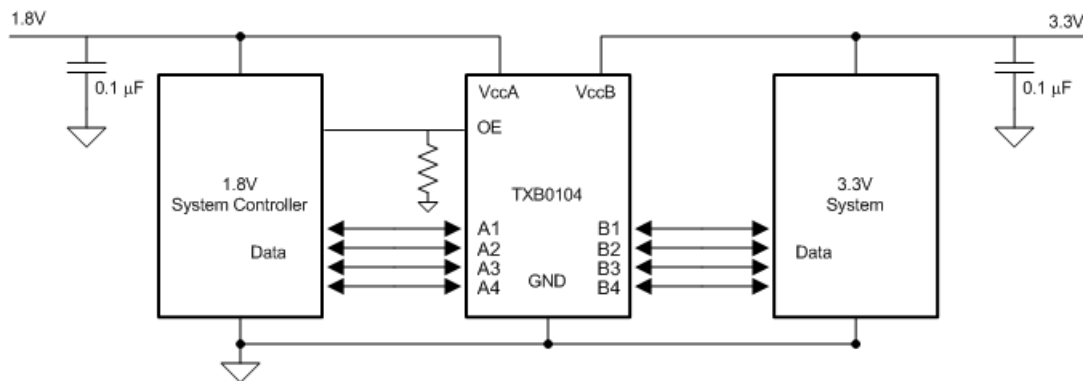 1.8V
3.3V
0.1 μF
0.1 μF
VccA
VccB
OE
1.8V
System Controller
TXB0104
3.3V
System
Data
A1
A2
A3
A4
GND
B1
B2
B3
B4
Data